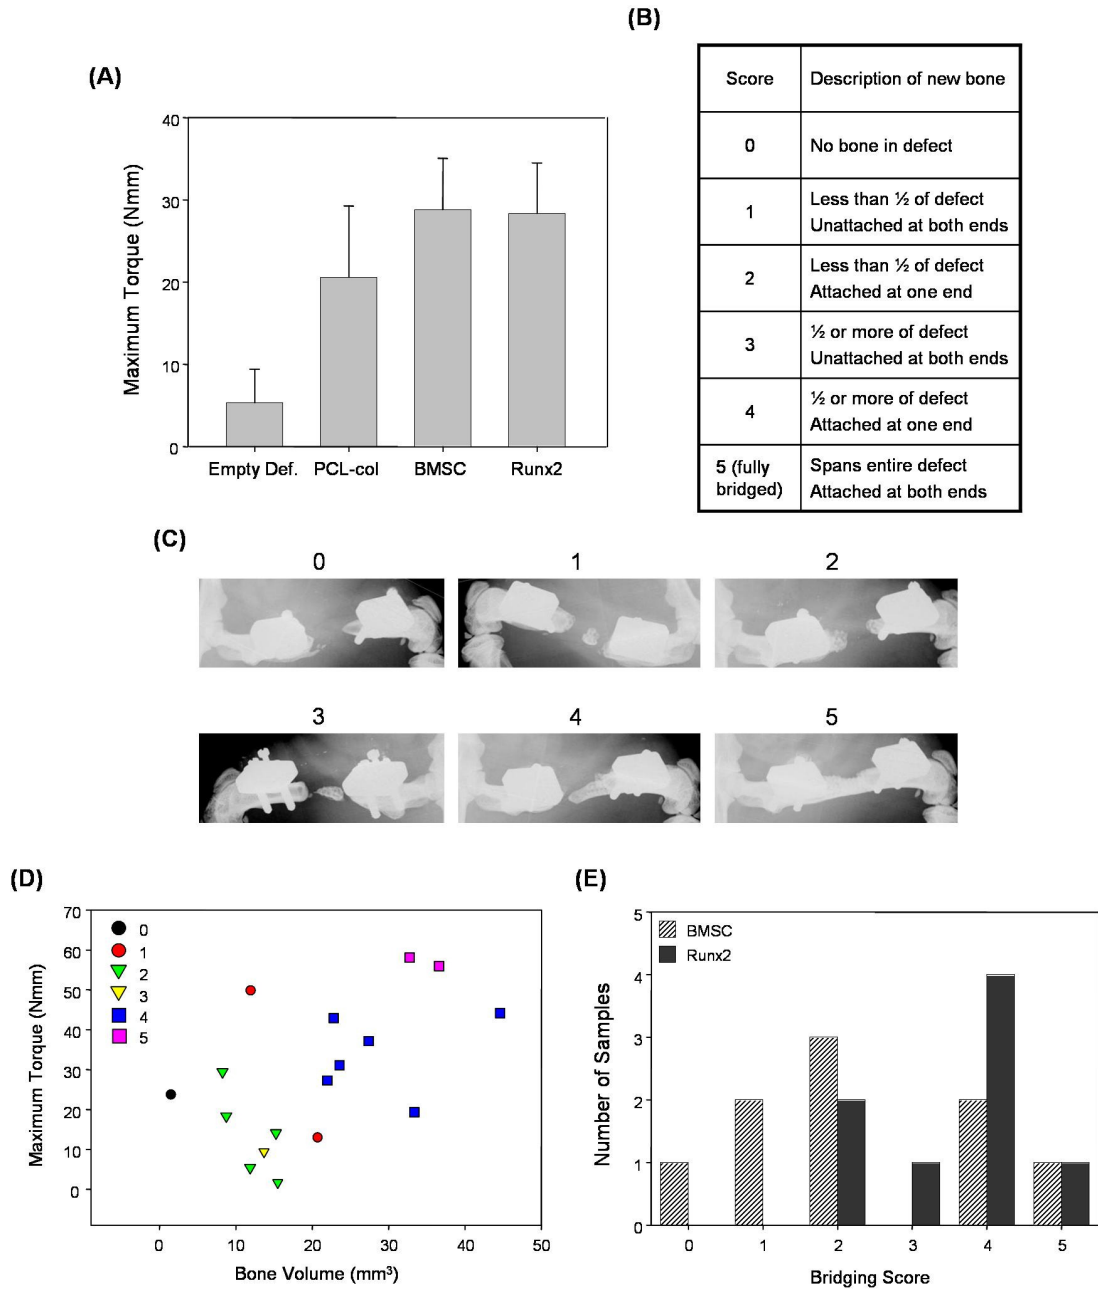 (A)
40
30
20
10
0
Maximum Torque (Nmm)
Empty Def. PCL-col BMSC Runx2
(B)
Score Description of new bone
0 No bone in defect
1 Less than ½ of defect
Unattached at both ends
2 Less than ½ of defect
Attached at one end
3 ½ or more of defect
Unattached at both ends
4 ½ or more of defect
Attached at one end
5 (fully bridged) Spans entire defect
Attached at both ends
(C)
0 1 2
3 4 5
(D)
70
60
50
40
30
20
10
0
Maximum Torque (Nmm)
0
1
2
3
4
5
0 10 20 30 40 50
Bone Volume (mm³)
(E)
5
4
3
2
1
0
Number of Samples
BMSC
Runx2
0 1 2 3 4 5
Bridging Score